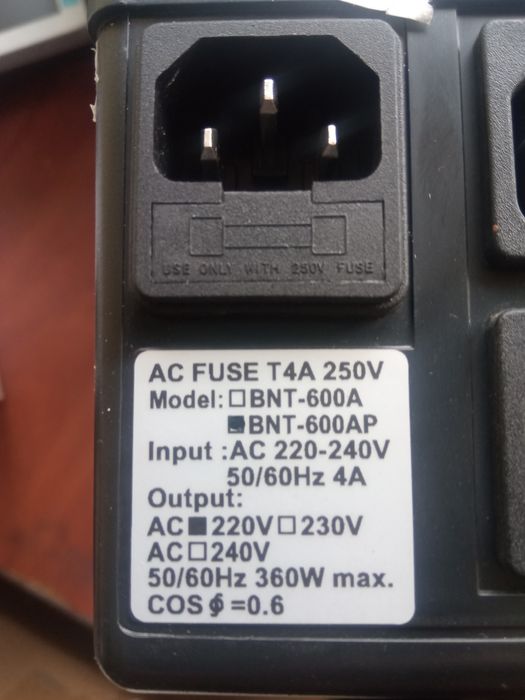 USE ONLY WITH 250V FUSE
AC FUSE T4A 250V
Model: □BNT-600A
■BNT-600AP
Input :AC 220-240V
50/60Hz 4A
Output:
AC■220V□230V
AC□240V
50/60Hz 360W max.
COS ∮=0.6